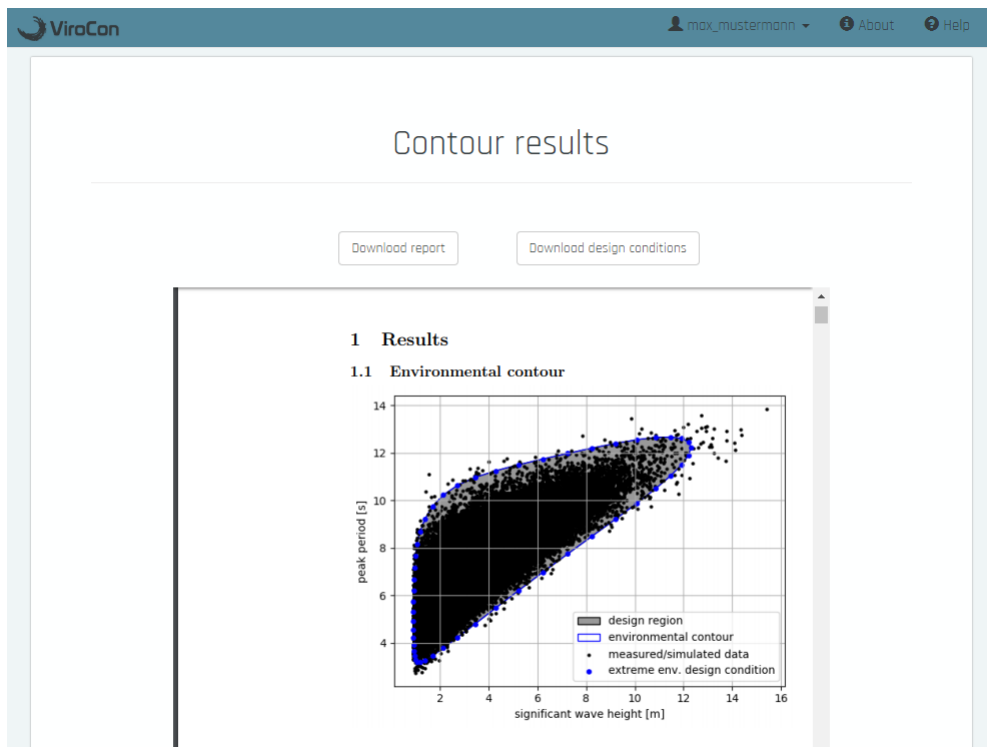 ViroCon max_mustermann About Help
Contour results
Download report Download design conditions
1 Results
1.1 Environmental contour
14
12
10
8
6
4
peak period [s]
design region
environmental contour
measured/simulated data
extreme env. design condition
2 4 6 8 10 12 14 16
significant wave height [m]